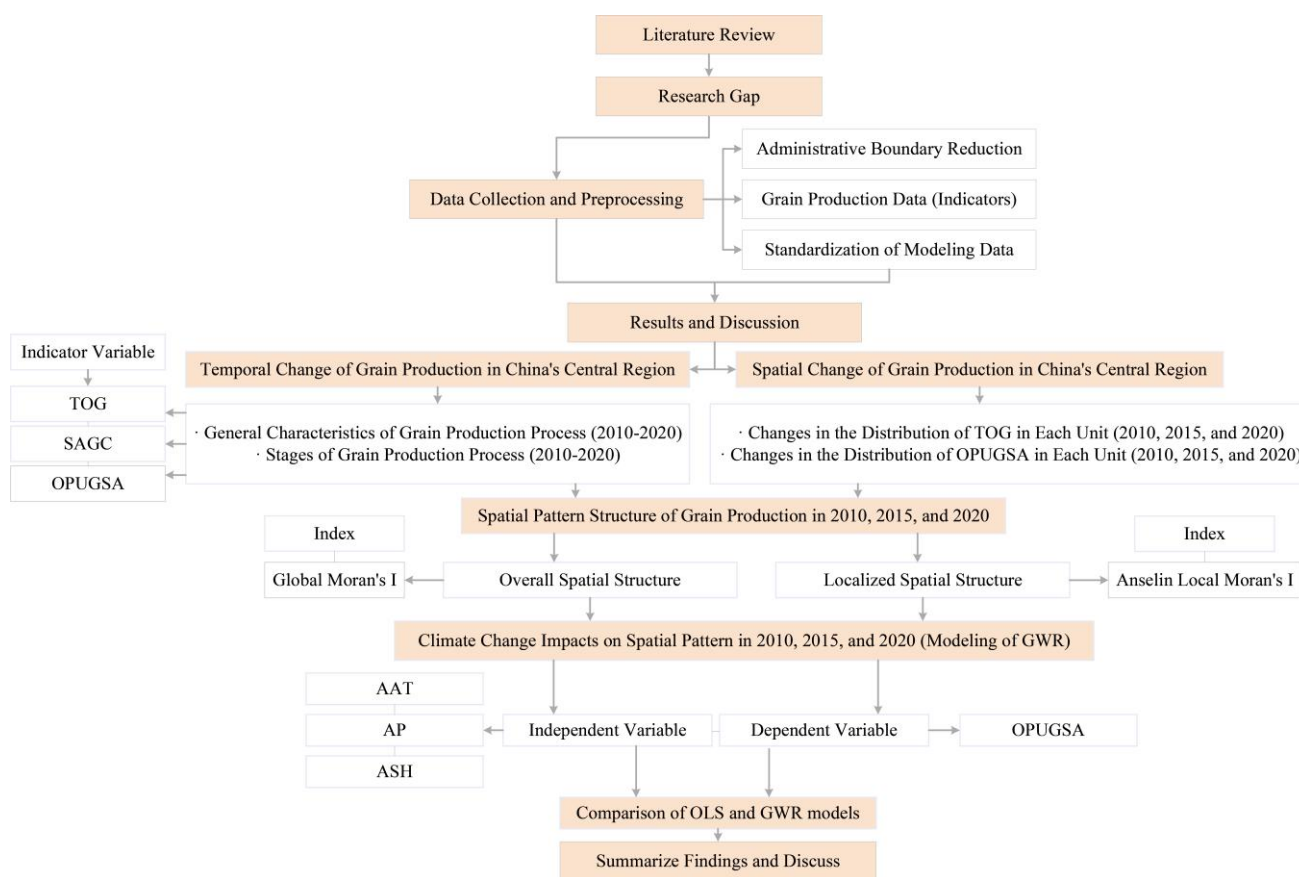 Literature Review
Research Gap
Administrative Boundary Reduction
Data Collection and Preprocessing
Grain Production Data (Indicators)
Standardization of Modeling Data
Results and Discussion
Indicator Variable
Temporal Change of Grain Production in China's Central Region
Spatial Change of Grain Production in China's Central Region
TOG
SAGC
OPUGSA
· General Characteristics of Grain Production Process (2010-2020)
· Stages of Grain Production Process (2010-2020)
· Changes in the Distribution of TOG in Each Unit (2010, 2015, and 2020)
· Changes in the Distribution of OPUGSA in Each Unit (2010, 2015, and 2020)
Spatial Pattern Structure of Grain Production in 2010, 2015, and 2020
Index
Index
Global Moran's I
Overall Spatial Structure
Localized Spatial Structure
Anselin Local Moran's I
Climate Change Impacts on Spatial Pattern in 2010, 2015, and 2020 (Modeling of GWR)
AAT
AP
ASH
Independent Variable
Dependent Variable
OPUGSA
Comparison of OLS and GWR models
Summarize Findings and Discuss